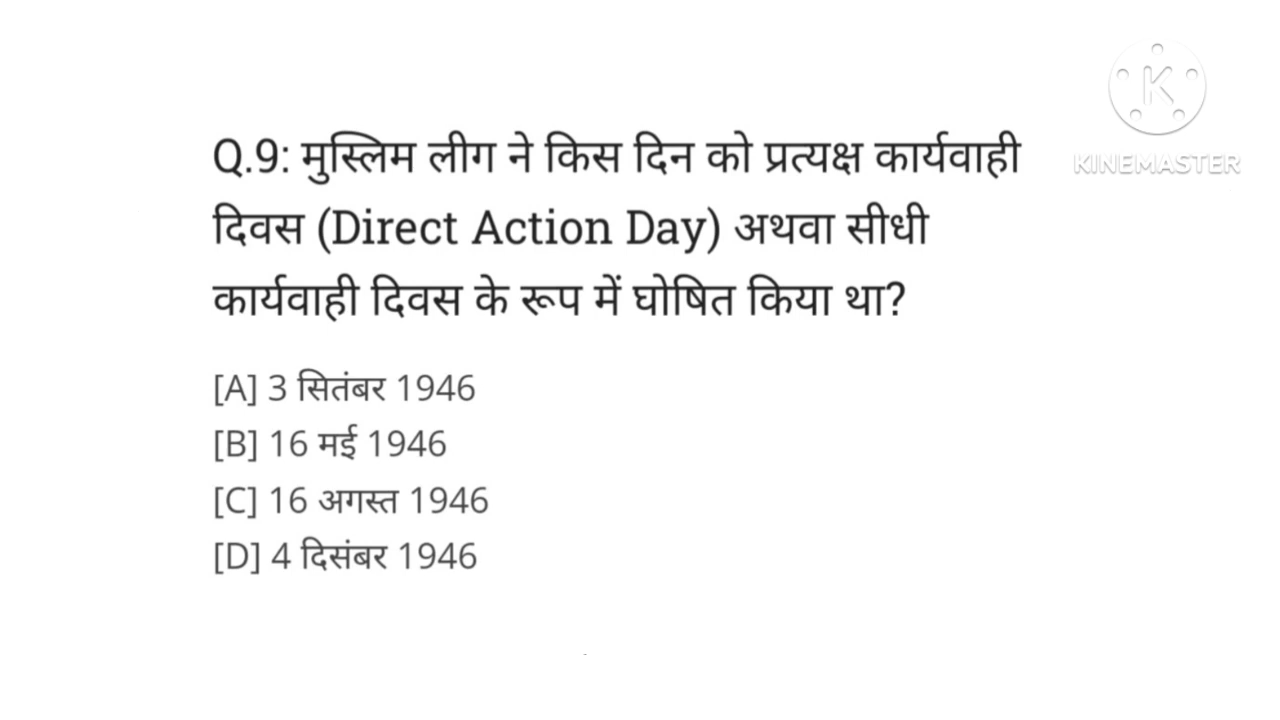 Q.9: मुस्लिम लीग ने किस दिन को प्रत्यक्ष कार्यवाही
दिवस (Direct Action Day) अथवा सीधी
कार्यवाही दिवस के रूप में घोषित किया था?
[A] 3 सितंबर 1946
[B] 16 मई 1946
[C] 16 अगस्त 1946
[D] 4 दिसंबर 1946
K
KINEMASTER